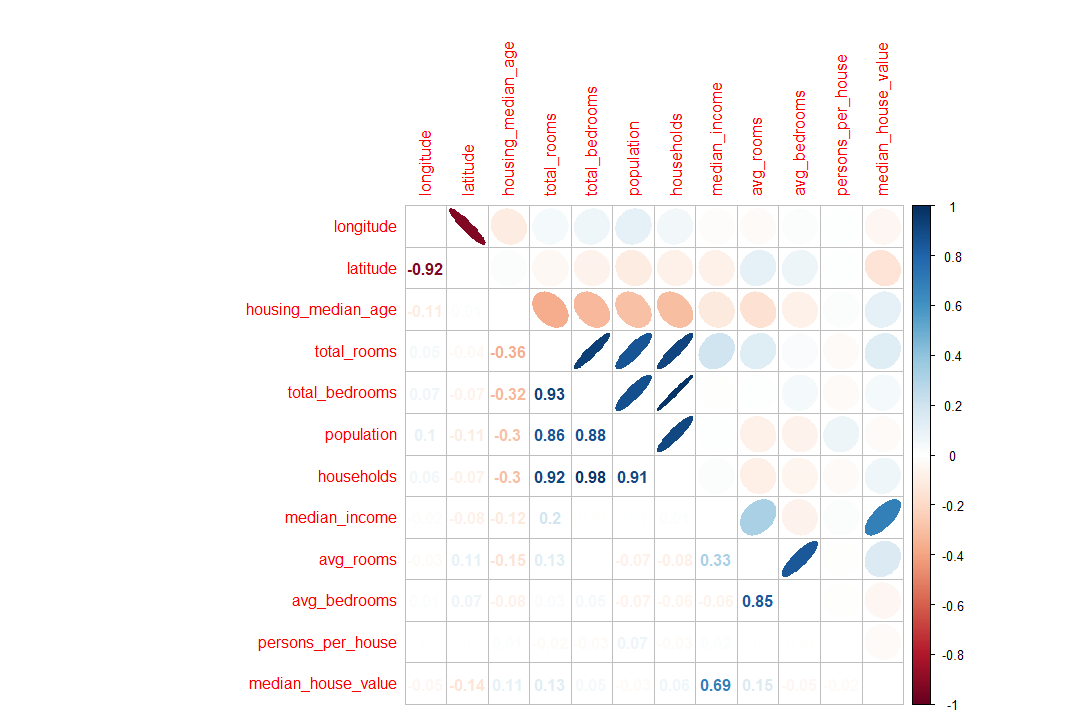 longitude
latitude
housing_median_age
total_rooms
total_bedrooms
population
households
median_income
avg_rooms
avg_bedrooms
persons_per_house
median_house_value
longitude
latitude -0.92
housing_median_age -0.11
total_rooms 0.05 -0.04 -0.36
total_bedrooms 0.07 -0.07 -0.32 0.93
population 0.1 -0.11 -0.3 0.86 0.88
households 0.06 -0.07 -0.3 0.92 0.98 0.91
median_income -0.08 -0.12 0.2
avg_rooms 0.11 -0.15 0.13 -0.07 -0.08 0.33
avg_bedrooms 0.07 -0.08 0.05 -0.07 -0.06 -0.06 0.85
persons_per_house 0.07
median_house_value -0.05 -0.14 0.11 0.13 0.05 0.06 0.69 0.15 -0.05
1
0.8
0.6
0.4
0.2
0
-0.2
-0.4
-0.6
-0.8
-1